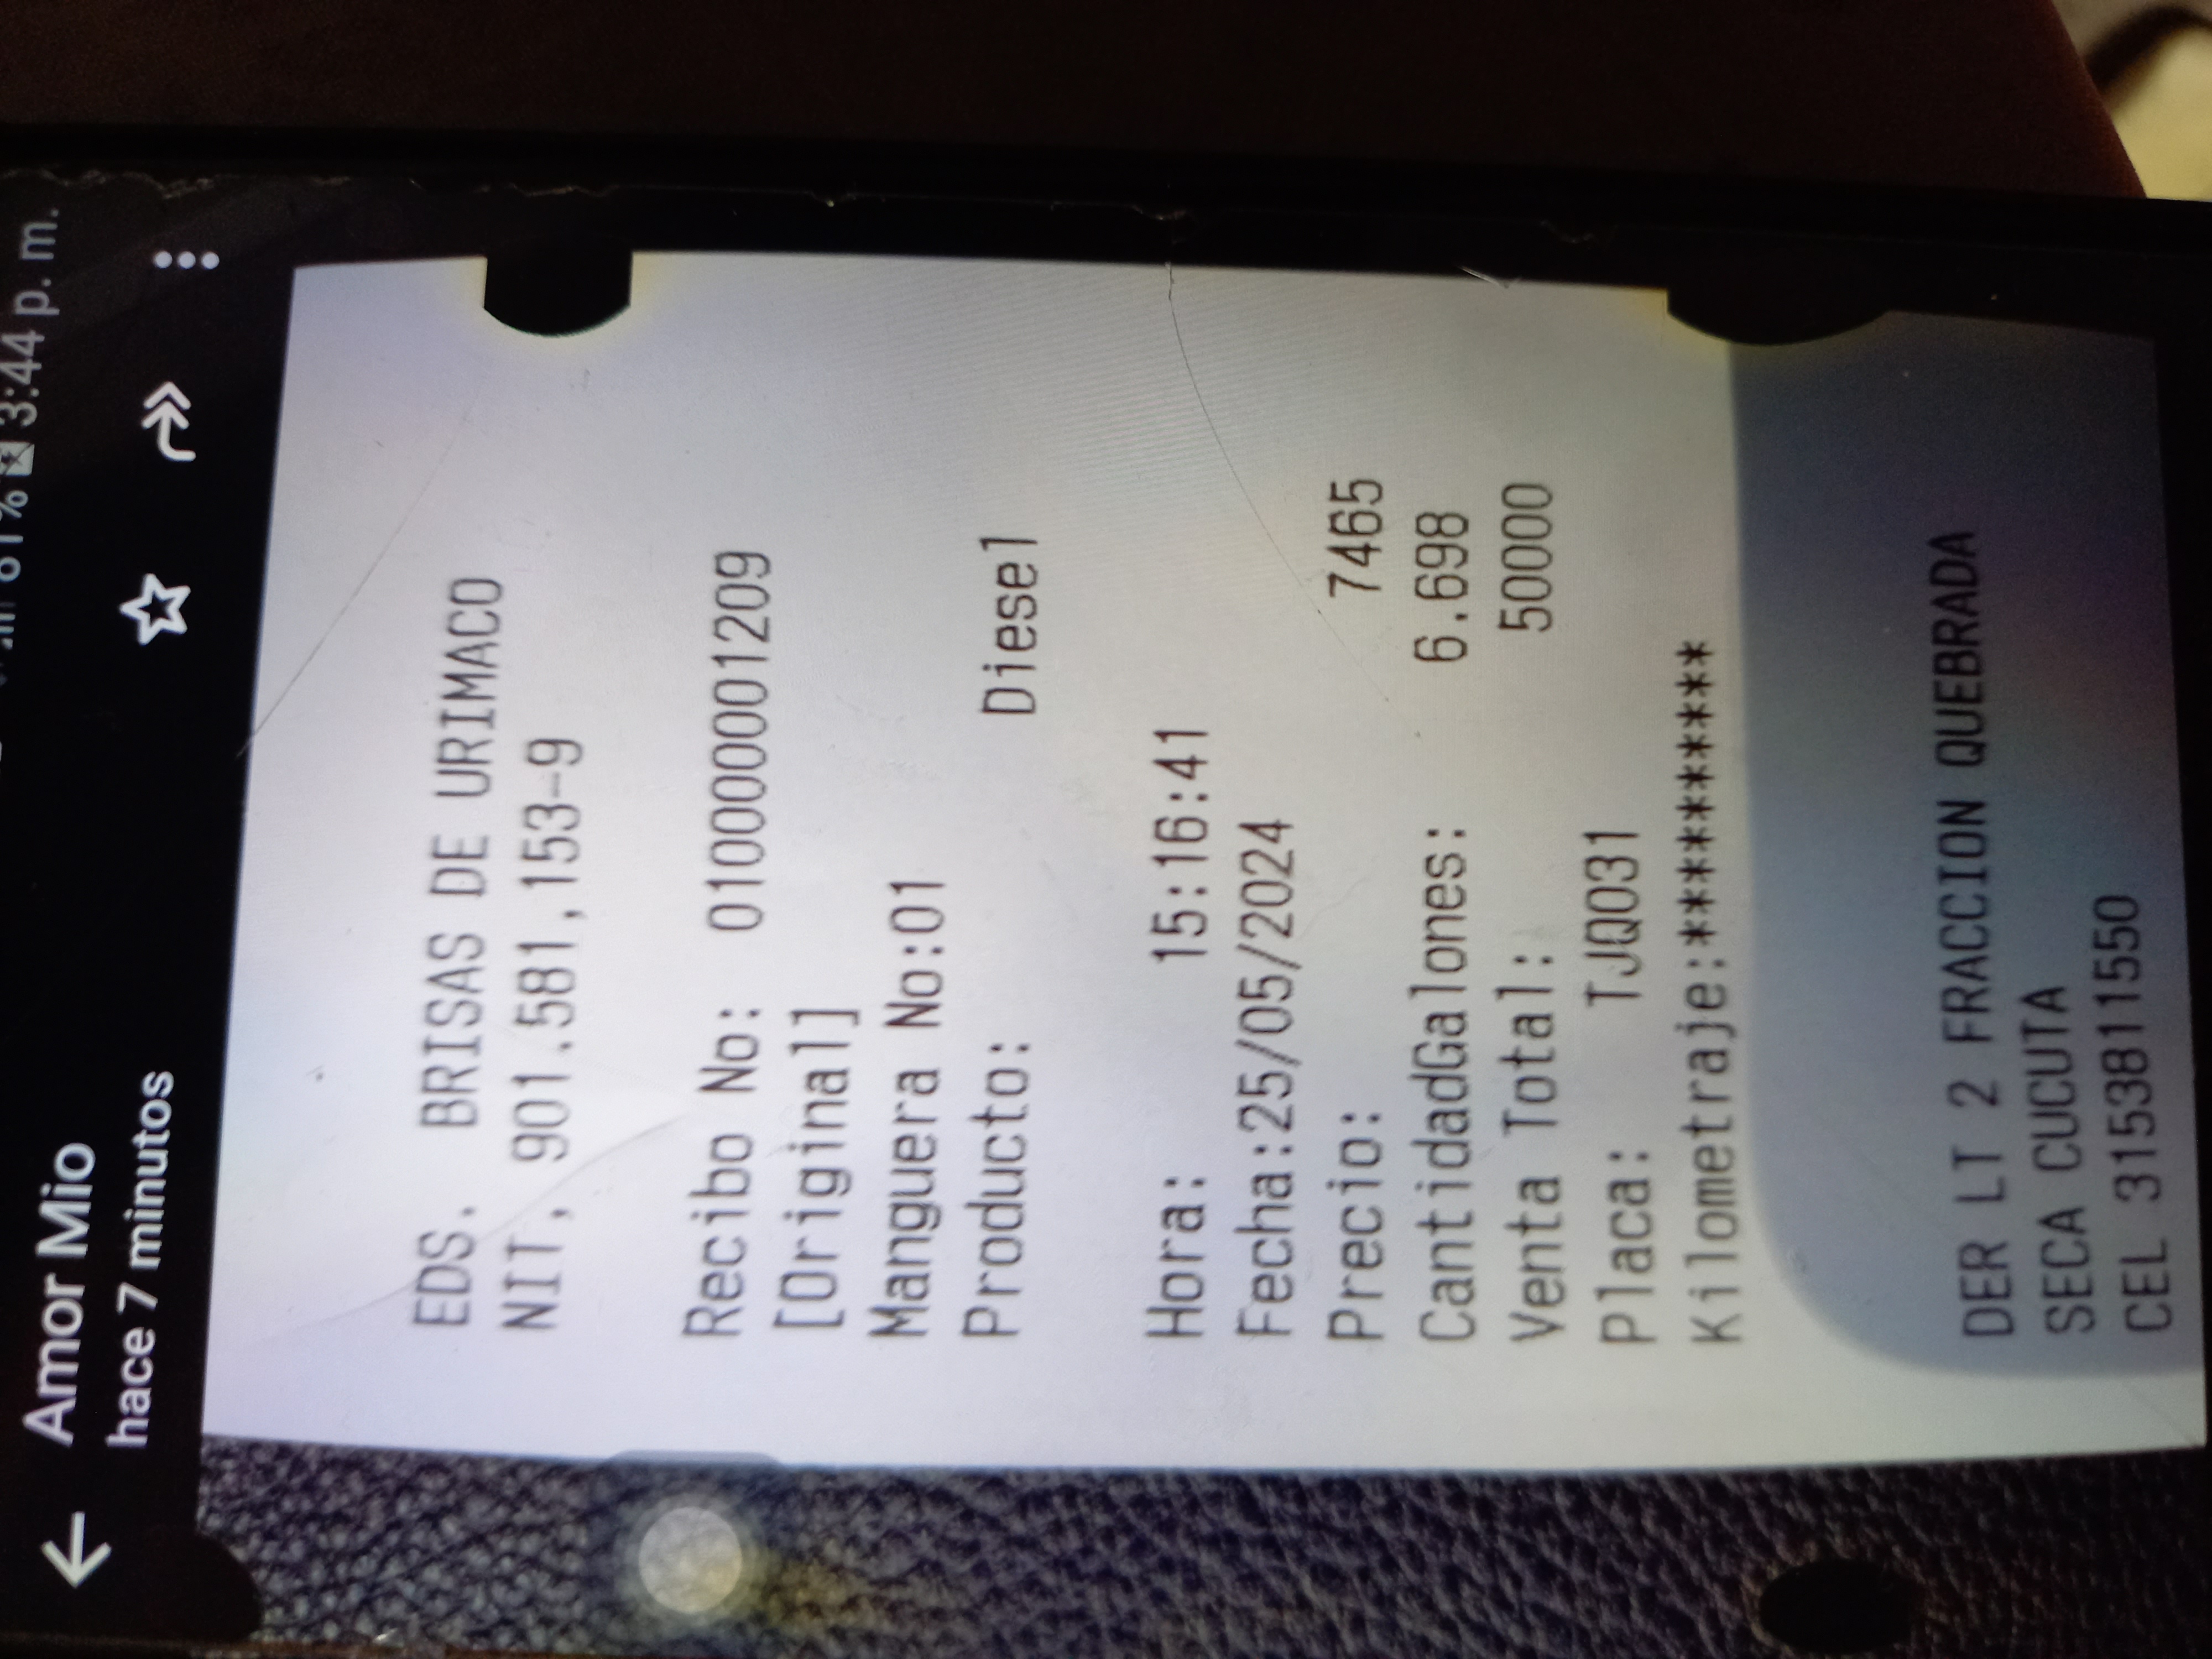 3:44 p. m.
Amor Mio
hace 7 minutos
EDS. BRISAS DE URIMACO
NIT, 901.581,153-9
Recibo No: 0100000001209
[Original]
Manguera No:01
Producto: Diesel
Hora: 15:16:41
Fecha:25/05/2024
Precio: 7465
CantidadGalones: 6.698
Venta Total: 50000
Placa: TJQ031
Kilometraje:***********
DER LT 2 FRACCION QUEBRADA
SECA CUCUTA
CEL 3153811550